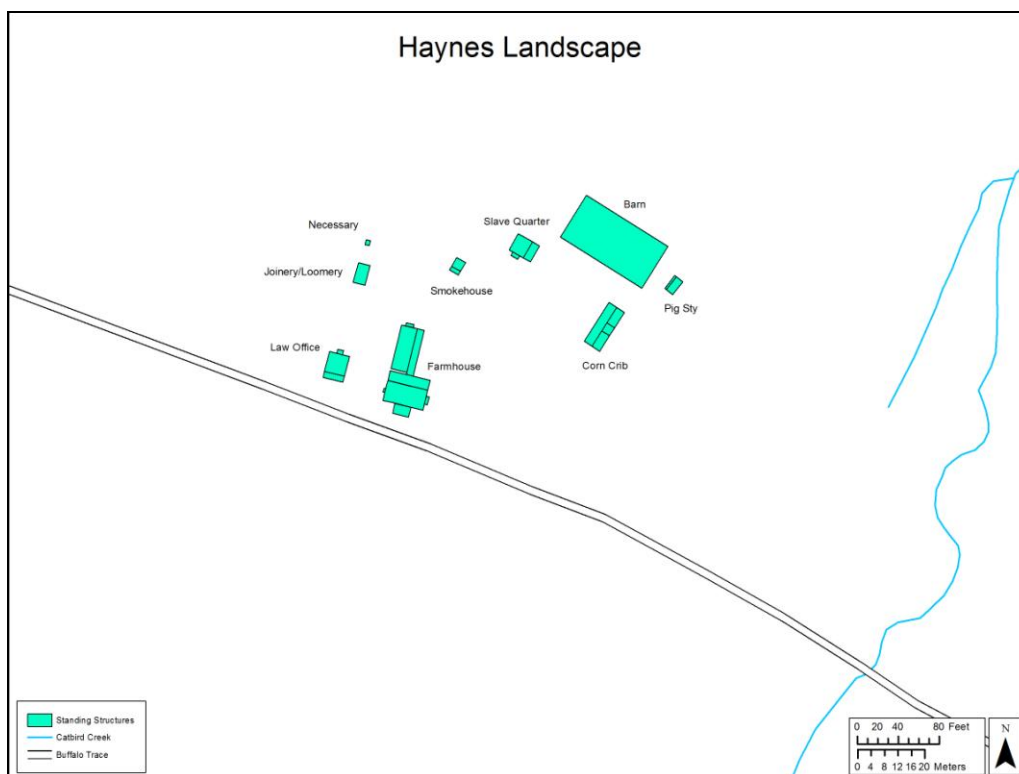 Haynes Landscape
Barn
Slave Quarter
Necessary
Joinery/Loomery
Smokehouse
Pig Sty
Law Office
Farmhouse
Corn Crib
Standing Structures
Catbird Creek
Buffalo Trace
0 20 40 80 Feet
0 4 8 12 16 20 Meters
N